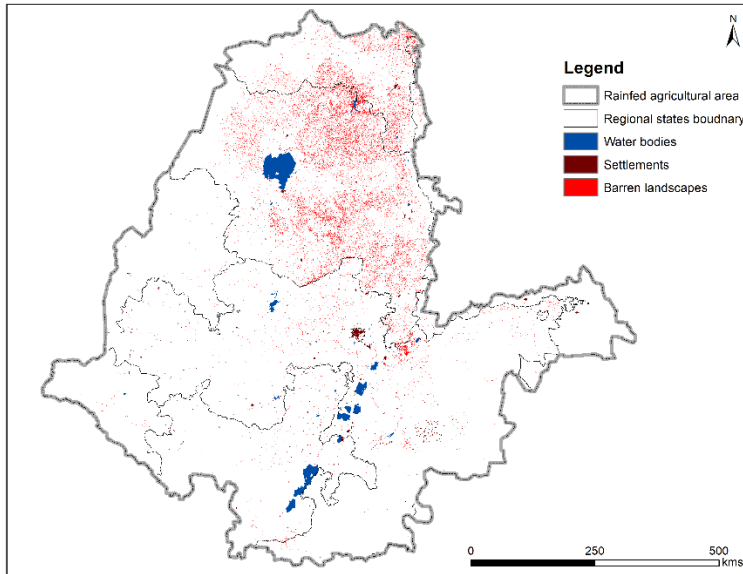 N
Legend
Rainfed agricultural area
Regional states boudnary
Water bodies
Settlements
Barren landscapes
0 250 500
kms